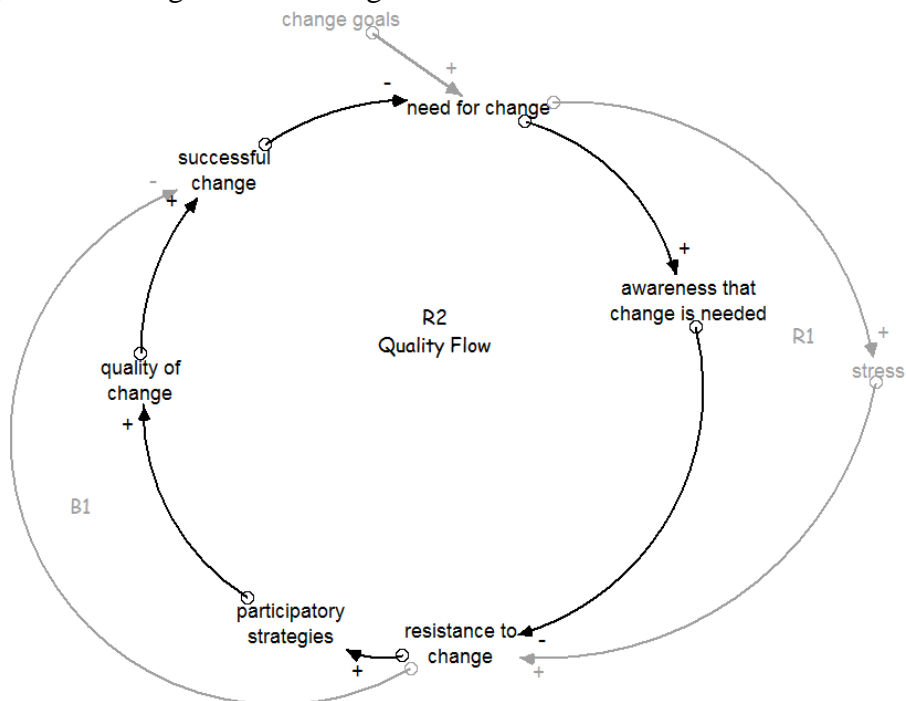 change goals
+
-
need for change
successful
change
-
+
+
awareness that
change is needed
R2
Quality Flow
R1
+
stress
quality of
change
+
B1
participatory
strategies
resistance to
change
-
+
+